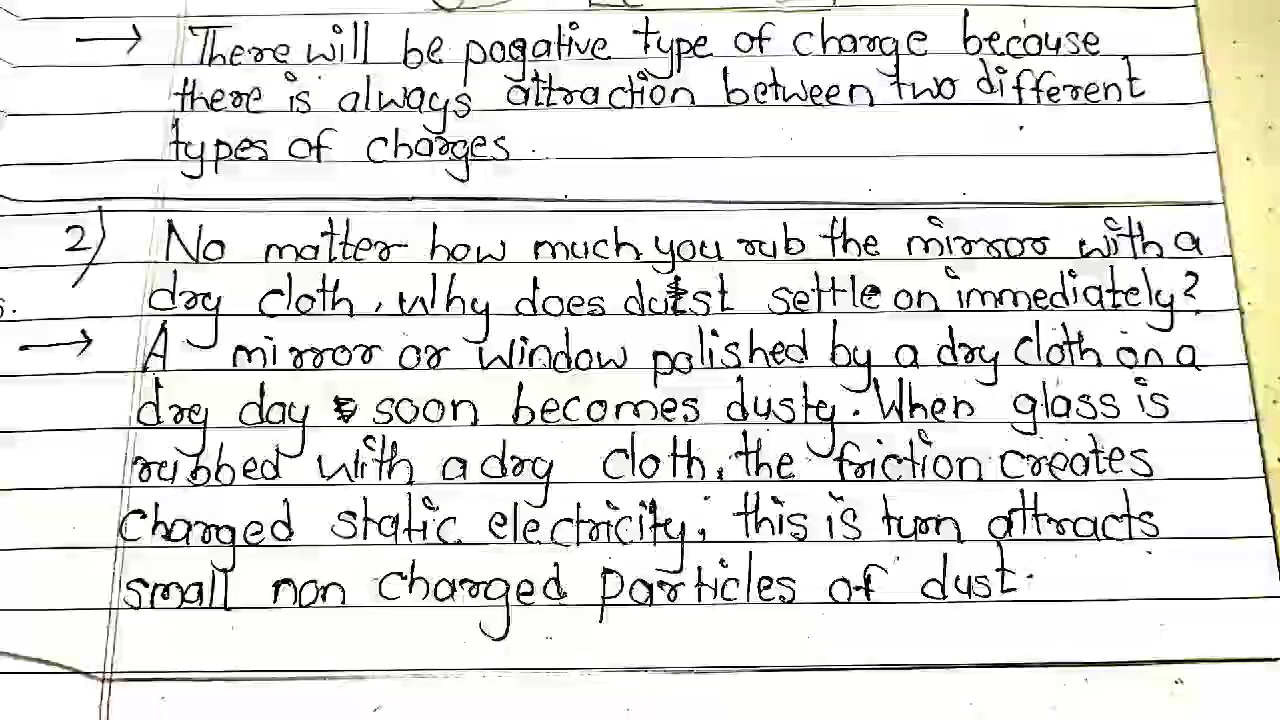 → There will be pogative type of charge because
there is always attraction between two different
types of charges.
2) No matter how much you rub the mirror with a
dry cloth, why does dust settle on immediately?
→ A mirror or window polished by a dry cloth on a
dry day soon becomes dusty. When glass is
rubbed with a dry cloth, the friction creates
charged static electricity; this is turn attracts
small non charged particles of dust.